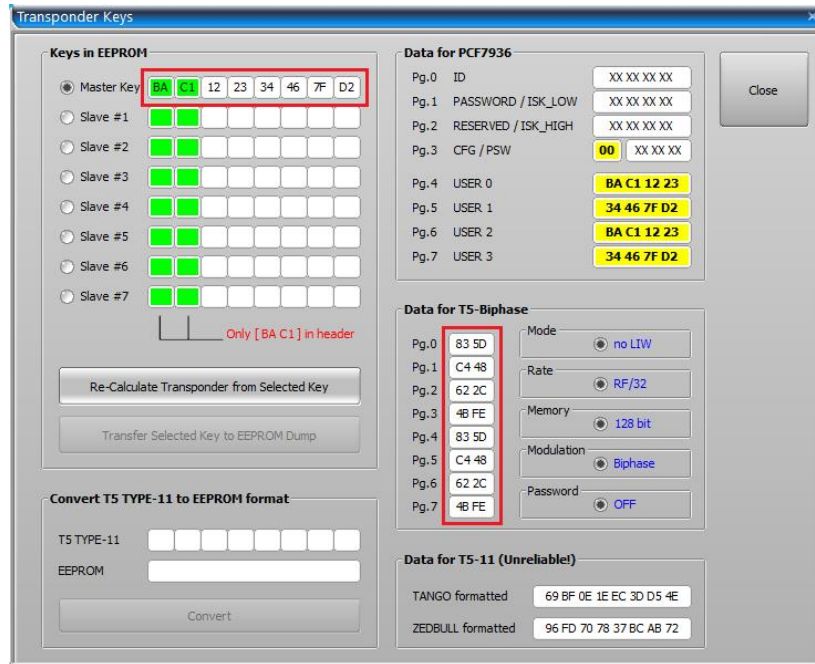 Transponder Keys
Keys in EEPROM
Master Key BA C1 12 23 34 46 7F D2
Slave #1
Slave #2
Slave #3
Slave #4
Slave #5
Slave #6
Slave #7
Only [ BA C1 ] in header
Re-Calculate Transponder from Selected Key
Transfer Selected Key to EEPROM Dump
Convert T5 TYPE-11 to EEPROM format
T5 TYPE-11
EEPROM
Convert
Data for PCF7936
Pg.0 ID XX XX XX XX
Pg.1 PASSWORD / ISK_LOW XX XX XX XX
Pg.2 RESERVED / ISK_HIGH XX XX XX XX
Pg.3 CFG / PSW 00 XX XX XX
Pg.4 USER 0 BA C1 12 23
Pg.5 USER 1 34 46 7F D2
Pg.6 USER 2 BA C1 12 23
Pg.7 USER 3 34 46 7F D2
Data for T5-Biphase
Pg.0 83 5D
Pg.1 C4 48
Pg.2 62 2C
Pg.3 4B FE
Pg.4 83 5D
Pg.5 C4 48
Pg.6 62 2C
Pg.7 4B FE
Mode
no LIW
Rate
RF/32
Memory
128 bit
Modulation
Biphase
Password
OFF
Data for T5-11 (Unreliable!)
TANGO formatted 69 BF 0E 1E EC 3D D5 4E
ZEDBULL formatted 96 FD 70 78 37 BC AB 72
Close